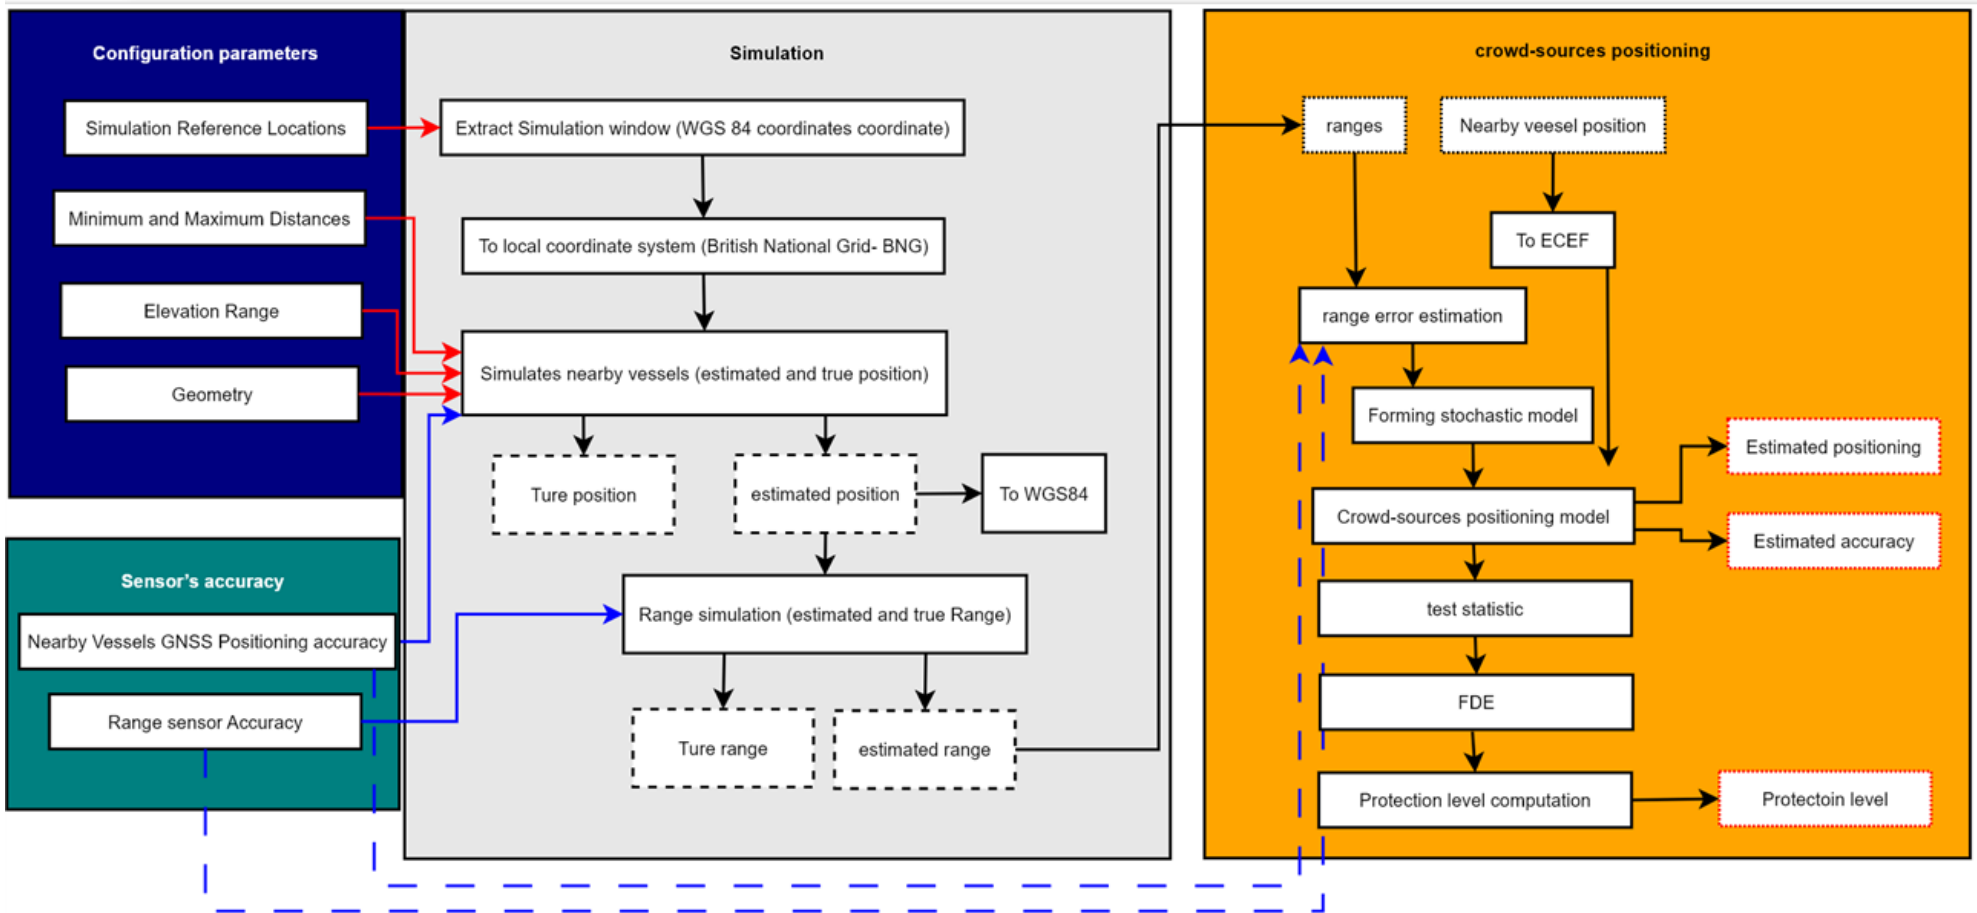 Configuration parameters
Simulation Reference Locations
Minimum and Maximum Distances
Elevation Range
Geometry
Sensor's accuracy
Nearby Vessels GNSS Positioning accuracy
Range sensor Accuracy
Simulation
Extract Simulation window (WGS 84 coordinates coordinate)
To local coordinate system (British National Grid- BNG)
Simulates nearby vessels (estimated and true position)
Ture position
estimated position
To WGS84
Range simulation (estimated and true Range)
Ture range
estimated range
crowd-sources positioning
ranges
Nearby veesel position
To ECEF
range error estimation
Forming stochastic model
Crowd-sources positioning model
Estimated positioning
Estimated accuracy
test statistic
FDE
Protection level computation
Protectoin level